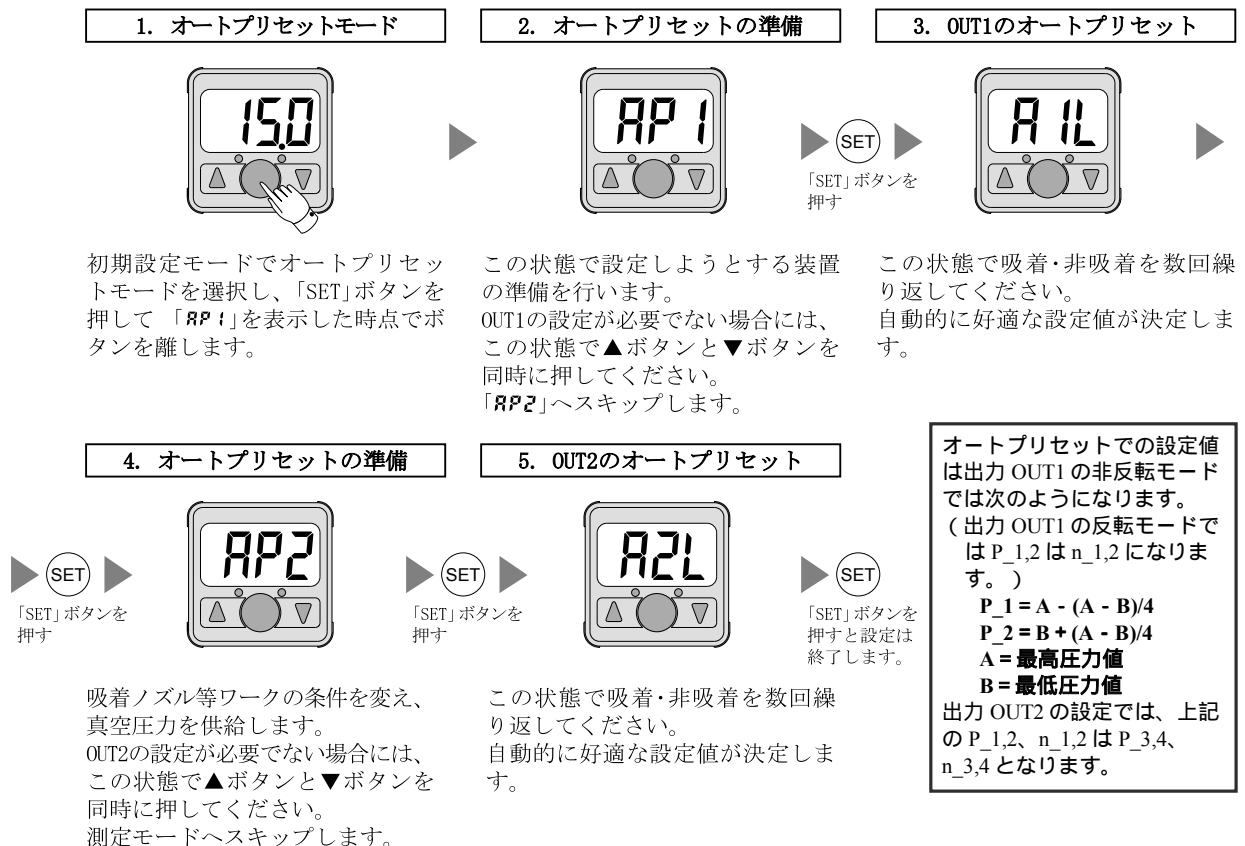 1. オートプリセットモード
2. オートプリセットの準備
3. OUT1のオートプリセット
15.0
AP1
SET
「SET」ボタンを
押す
A1L
初期設定モードでオートプリセッ
トモードを選択し、「SET」ボタンを
押して 「AP1」を表示した時点でボ
タンを離します。
この状態で設定しようとする装置
の準備を行います。
OUT1の設定が必要でない場合には、
この状態で▲ボタンと▼ボタンを
同時に押してください。
「AP2」へスキップします。
この状態で吸着・非吸着を数回繰
り返してください。
自動的に好適な設定値が決定しま
す。
4. オートプリセットの準備
5. OUT2のオートプリセット
SET
「SET」ボタンを
押す
AP2
SET
「SET」ボタンを
押す
A2L
SET
「SET」ボタンを
押すと設定は
終了します。
吸着ノズル等ワークの条件を変え、
真空圧力を供給します。
OUT2の設定が必要でない場合には、
この状態で▲ボタンと▼ボタンを
同時に押してください。
測定モードへスキップします。
この状態で吸着・非吸着を数回繰
り返してください。
自動的に好適な設定値が決定しま
す。
オートプリセットでの設定値
は出力 OUT1 の非反転モード
では次のようになります。
(出力 OUT1 の反転モードで
は P_1,2 は n_1,2 になりま
す。)
P_1 = A - (A - B)/4
P_2 = B + (A - B)/4
A = 最高圧力値
B = 最低圧力値
出力 OUT2 の設定では、上記
の P_1,2、n_1,2 は P_3,4、
n_3,4 となります。